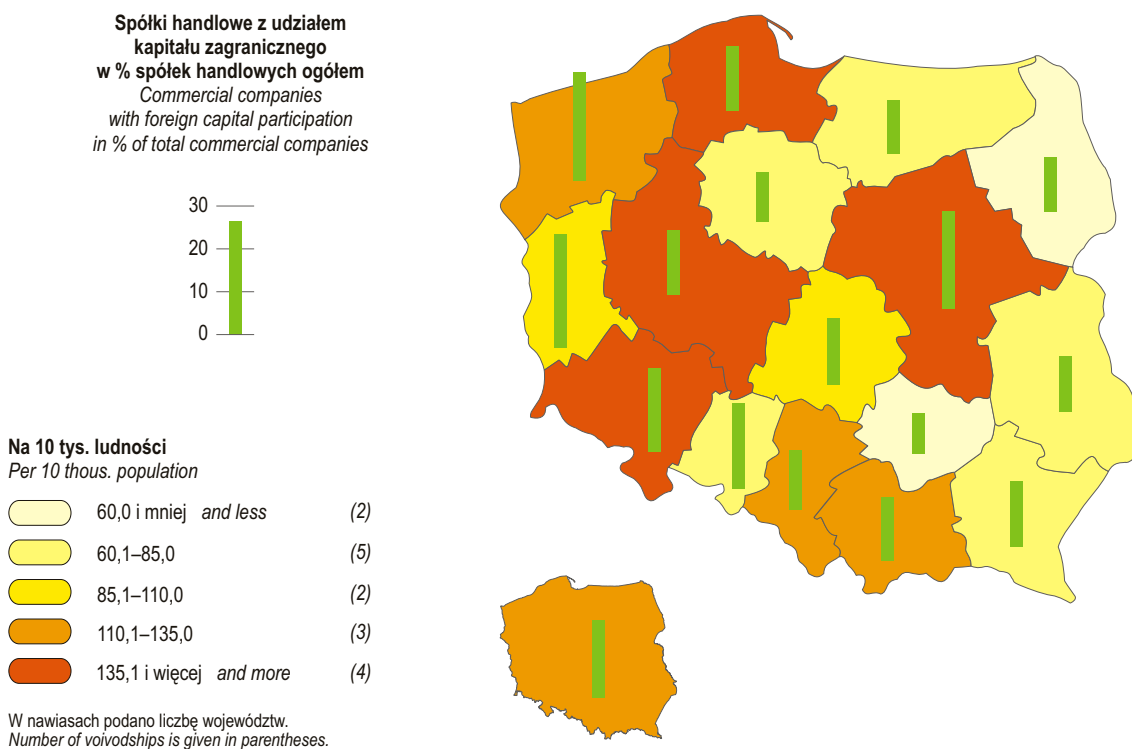 Spółki handlowe z udziałem
kapitału zagranicznego
w % spółek handlowych ogółem
Commercial companies
with foreign capital participation
in % of total commercial companies
30
20
10
0
Na 10 tys. ludności
Per 10 thous. population
60,0 i mniej and less (2)
60,1–85,0 (5)
85,1–110,0 (2)
110,1–135,0 (3)
135,1 i więcej and more (4)
W nawiasach podano liczbę województw.
Number of voivodships is given in parentheses.